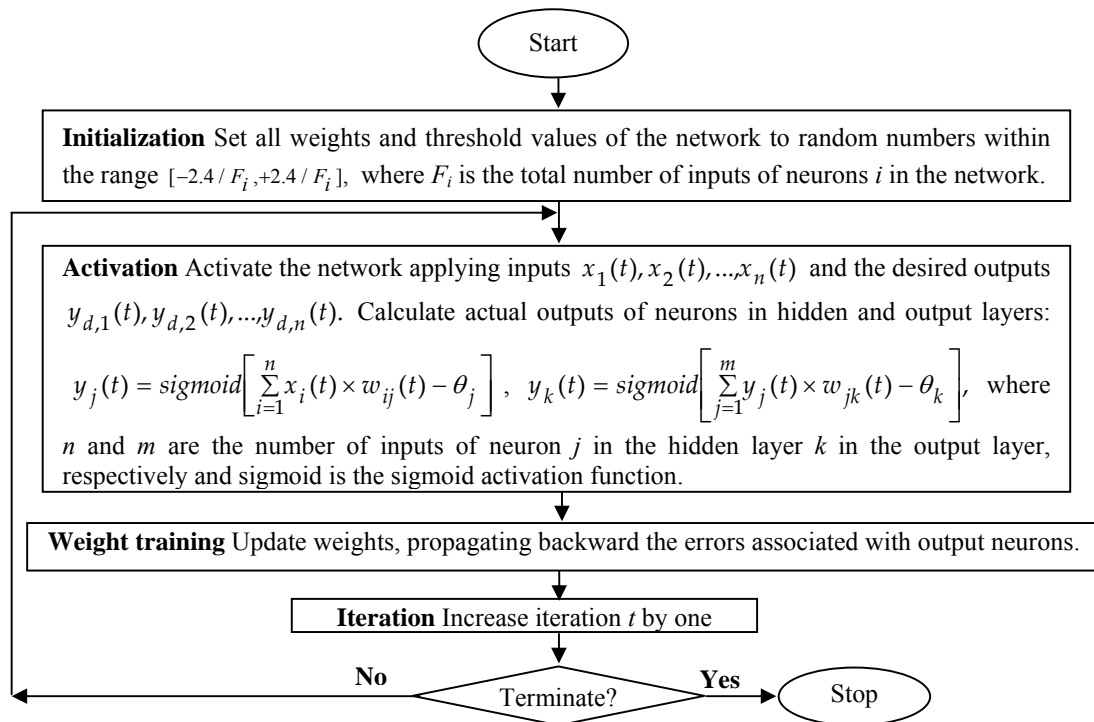 Start
Initialization Set all weights and threshold values of the network to random numbers within
the range [−2.4 / F_i ,+2.4 / F_i ], where F_i is the total number of inputs of neurons i in the network.
Activation Activate the network applying inputs x_1(t), x_2(t),...,x_n(t) and the desired outputs
y_{d,1}(t), y_{d,2}(t),...,y_{d,n}(t). Calculate actual outputs of neurons in hidden and output layers:
y_j(t) = sigmoid[ ∑_{i=1}^{n} x_i(t) × w_{ij}(t) − θ_j ] , y_k(t) = sigmoid[ ∑_{j=1}^{m} y_j(t) × w_{jk}(t) − θ_k ], where
n and m are the number of inputs of neuron j in the hidden layer k in the output layer,
respectively and sigmoid is the sigmoid activation function.
Weight training Update weights, propagating backward the errors associated with output neurons.
Iteration Increase iteration t by one
No
Terminate?
Yes
Stop